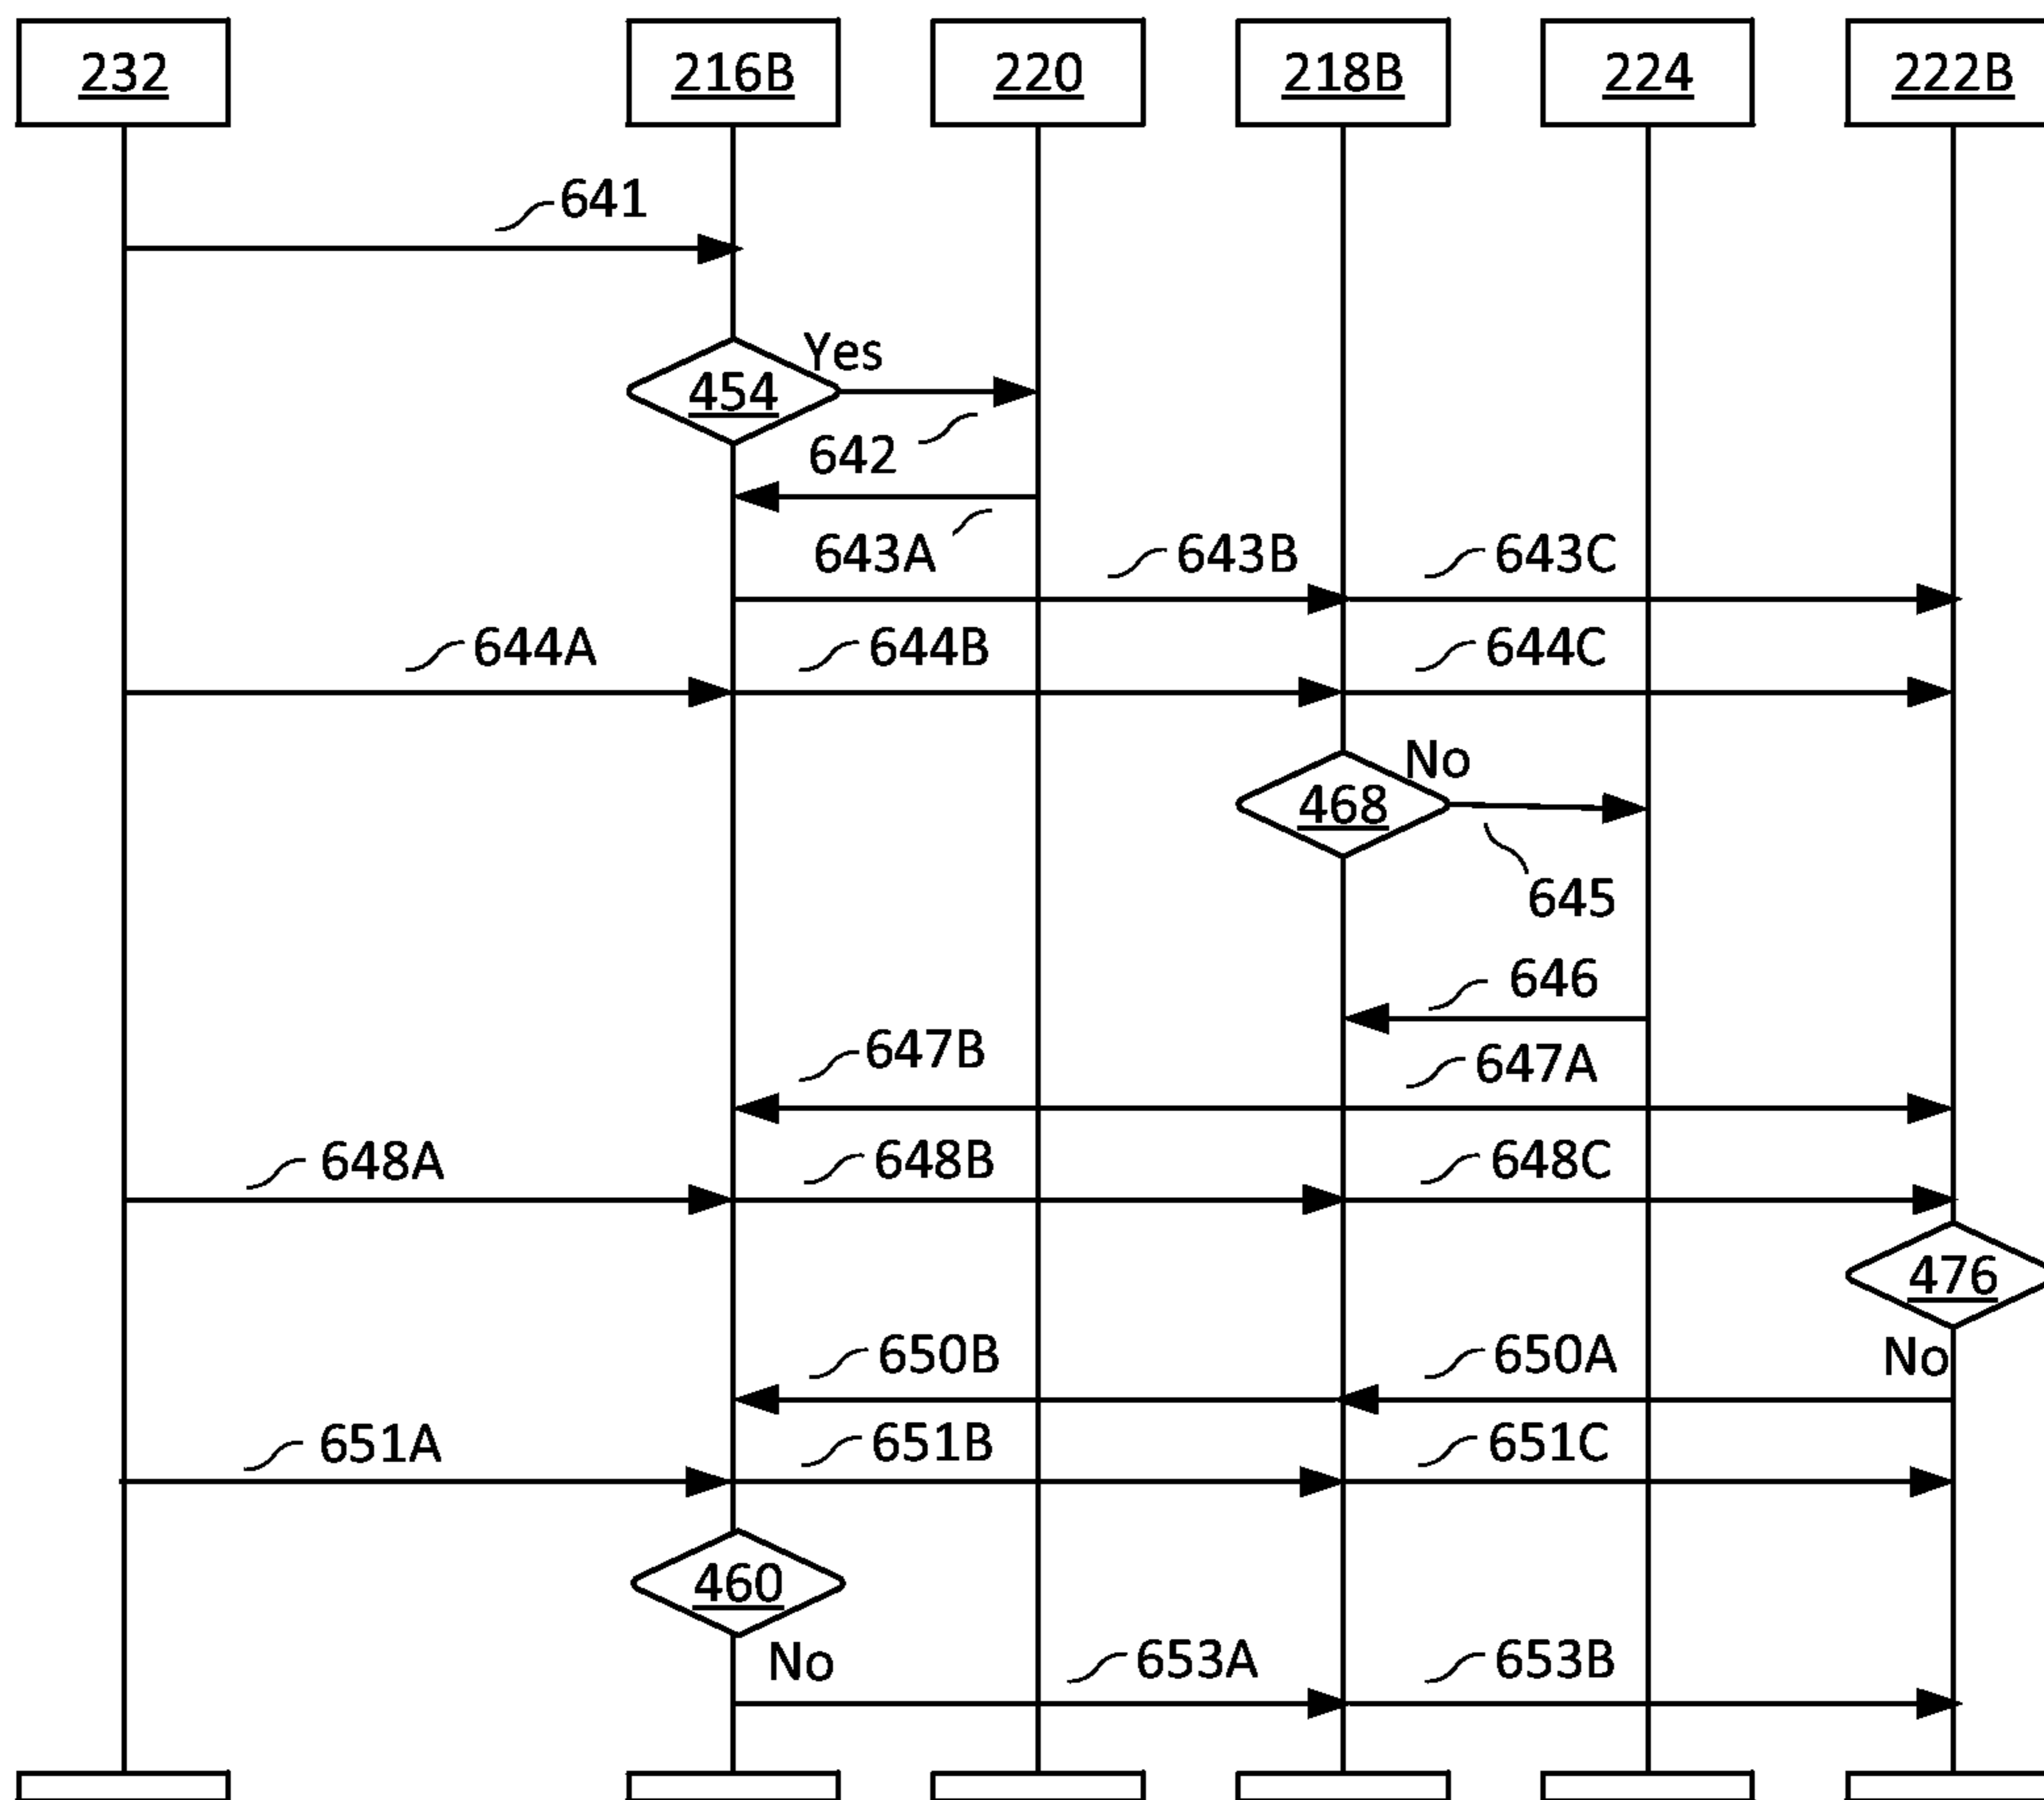 232 216B 220 218B 224 222B
641
Yes
454
642
643A 643B 643C
644A 644B 644C
No
468
645
646
647B 647A
648A 648B 648C
476
650B 650A No
651A 651B 651C
460
No 653A 653B